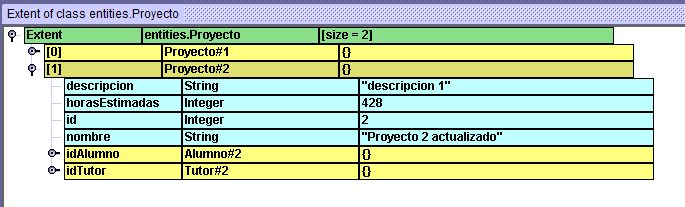 Extent of class entities.Proyecto
Extent entities.Proyecto [size = 2]
[0] Proyecto#1 {}
[1] Proyecto#2 {}
descripcion String "descripcion 1"
horasEstimadas Integer 428
id Integer 2
nombre String "Proyecto 2 actualizado"
idAlumno Alumno#2 {}
idTutor Tutor#2 {}